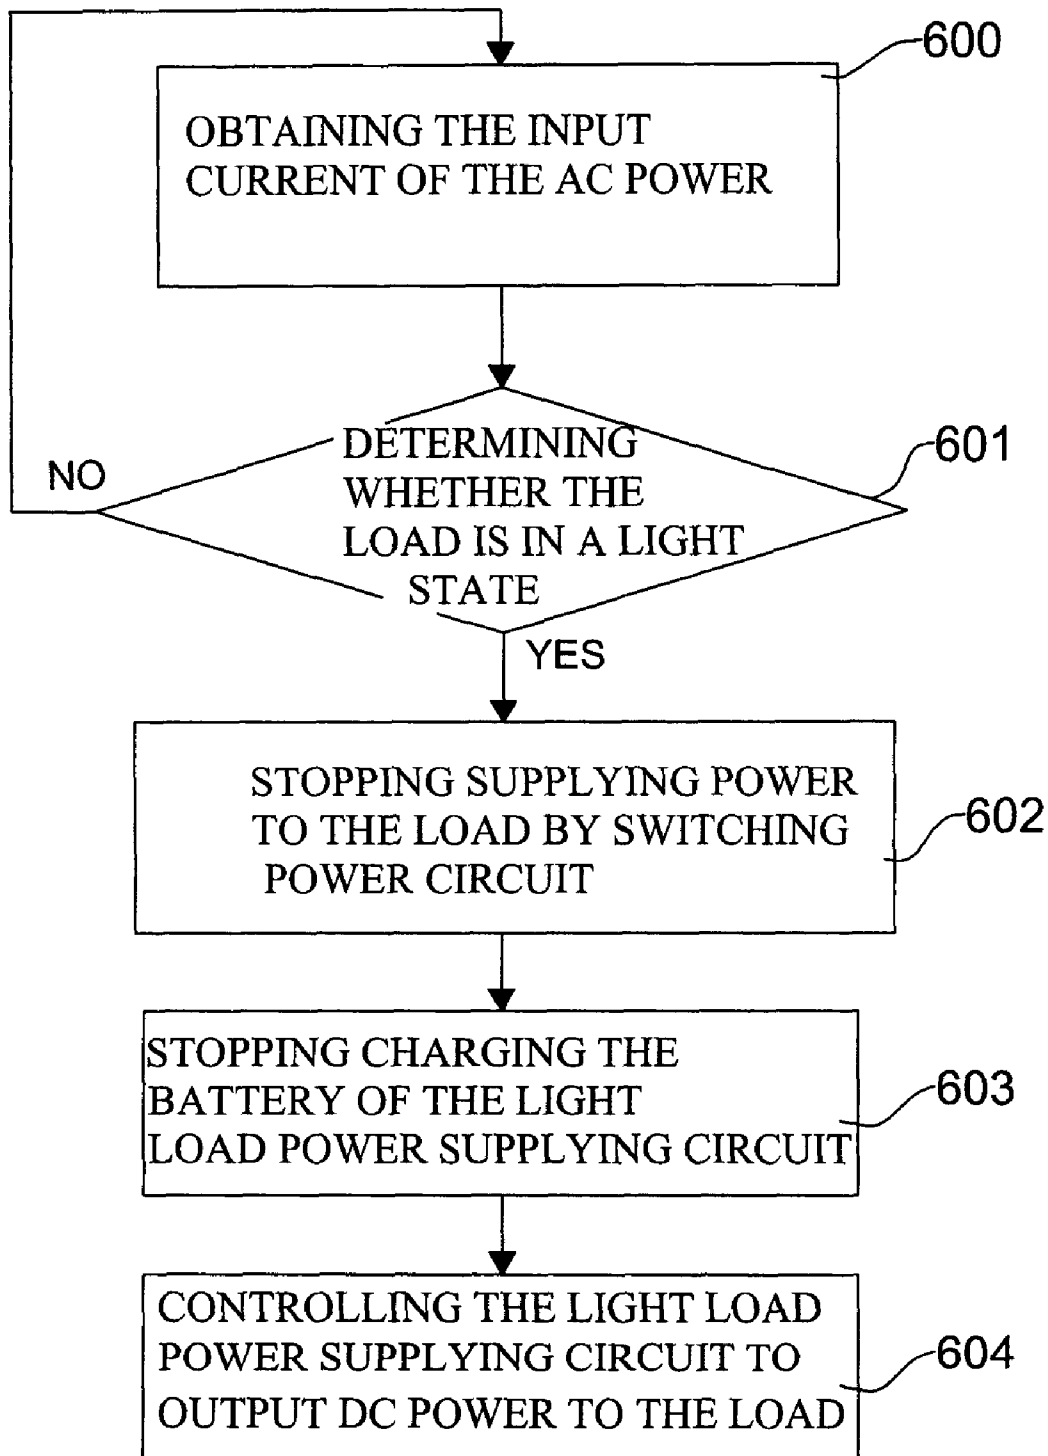 600
OBTAINING THE INPUT
CURRENT OF THE AC POWER
601
NO
DETERMINING
WHETHER THE
LOAD IS IN A LIGHT
STATE
YES
602
STOPPING SUPPLYING POWER
TO THE LOAD BY SWITCHING
POWER CIRCUIT
603
STOPPING CHARGING THE
BATTERY OF THE LIGHT
LOAD POWER SUPPLYING CIRCUIT
604
CONTROLLING THE LIGHT LOAD
POWER SUPPLYING CIRCUIT TO
OUTPUT DC POWER TO THE LOAD